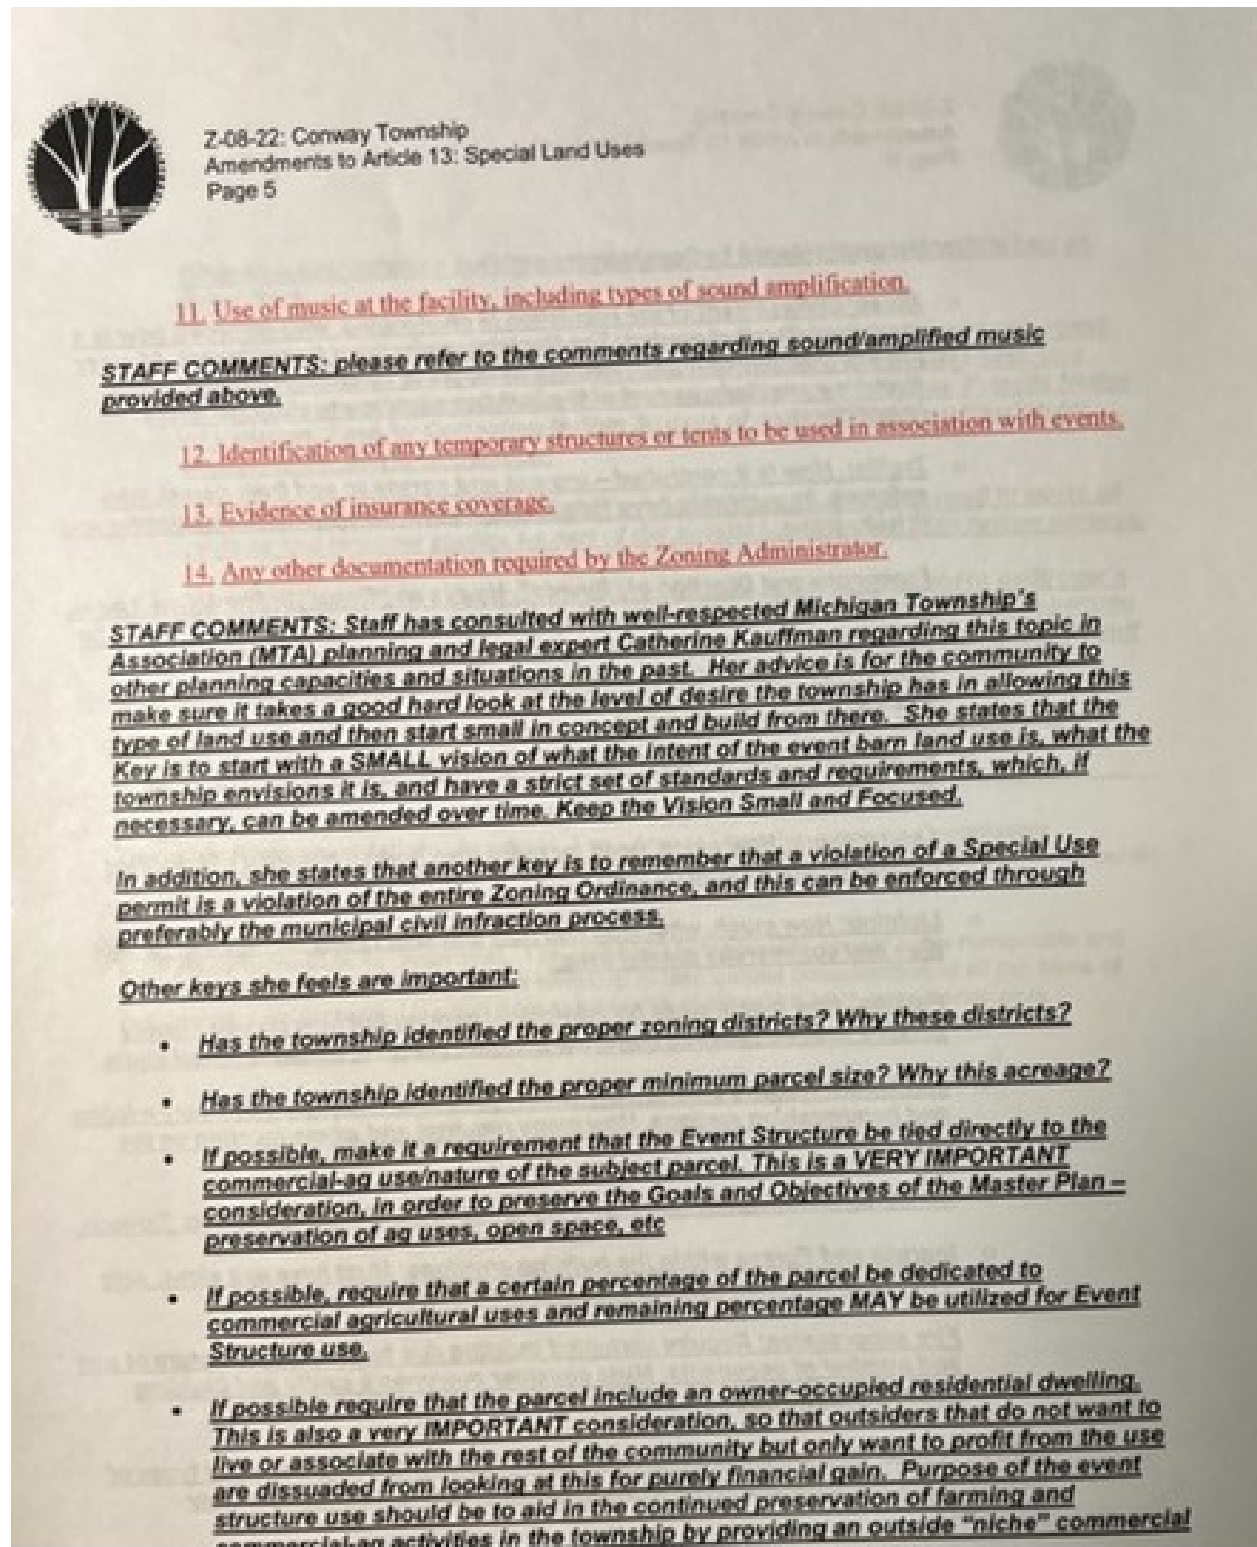 Z-08-22: Conway Township
Amendments to Article 13: Special Land Uses
Page 5
11. Use of music at the facility, including types of sound amplification.
STAFF COMMENTS: please refer to the comments regarding sound/amplified music
provided above.
12. Identification of any temporary structures or tents to be used in association with events.
13. Evidence of insurance coverage.
14. Any other documentation required by the Zoning Administrator.
STAFF COMMENTS: Staff has consulted with well-respected Michigan Township's
Association (MTA) planning and legal expert Catherine Kauffman regarding this topic in
other planning capacities and situations in the past. Her advice is for the community to
make sure it takes a good hard look at the level of desire the township has in allowing this
type of land use and then start small in concept and build from there. She states that the
Key is to start with a SMALL vision of what the intent of the event barn land use is, what the
township envisions it is, and have a strict set of standards and requirements, which, if
necessary, can be amended over time. Keep the Vision Small and Focused.
In addition, she states that another key is to remember that a violation of a Special Use
permit is a violation of the entire Zoning Ordinance, and this can be enforced through
preferably the municipal civil infraction process.
Other keys she feels are important:
• Has the township identified the proper zoning districts? Why these districts?
• Has the township identified the proper minimum parcel size? Why this acreage?
• If possible, make it a requirement that the Event Structure be tied directly to the
commercial-ag use/nature of the subject parcel. This is a VERY IMPORTANT
consideration, in order to preserve the Goals and Objectives of the Master Plan –
preservation of ag uses, open space, etc
• If possible, require that a certain percentage of the parcel be dedicated to
commercial agricultural uses and remaining percentage MAY be utilized for Event
Structure use.
• If possible require that the parcel include an owner-occupied residential dwelling.
This is also a very IMPORTANT consideration, so that outsiders that do not want to
live or associate with the rest of the community but only want to profit from the use
are dissuaded from looking at this for purely financial gain. Purpose of the event
structure use should be to aid in the continued preservation of farming and
commercial-ag activities in the township by providing an outside "niche" commercial